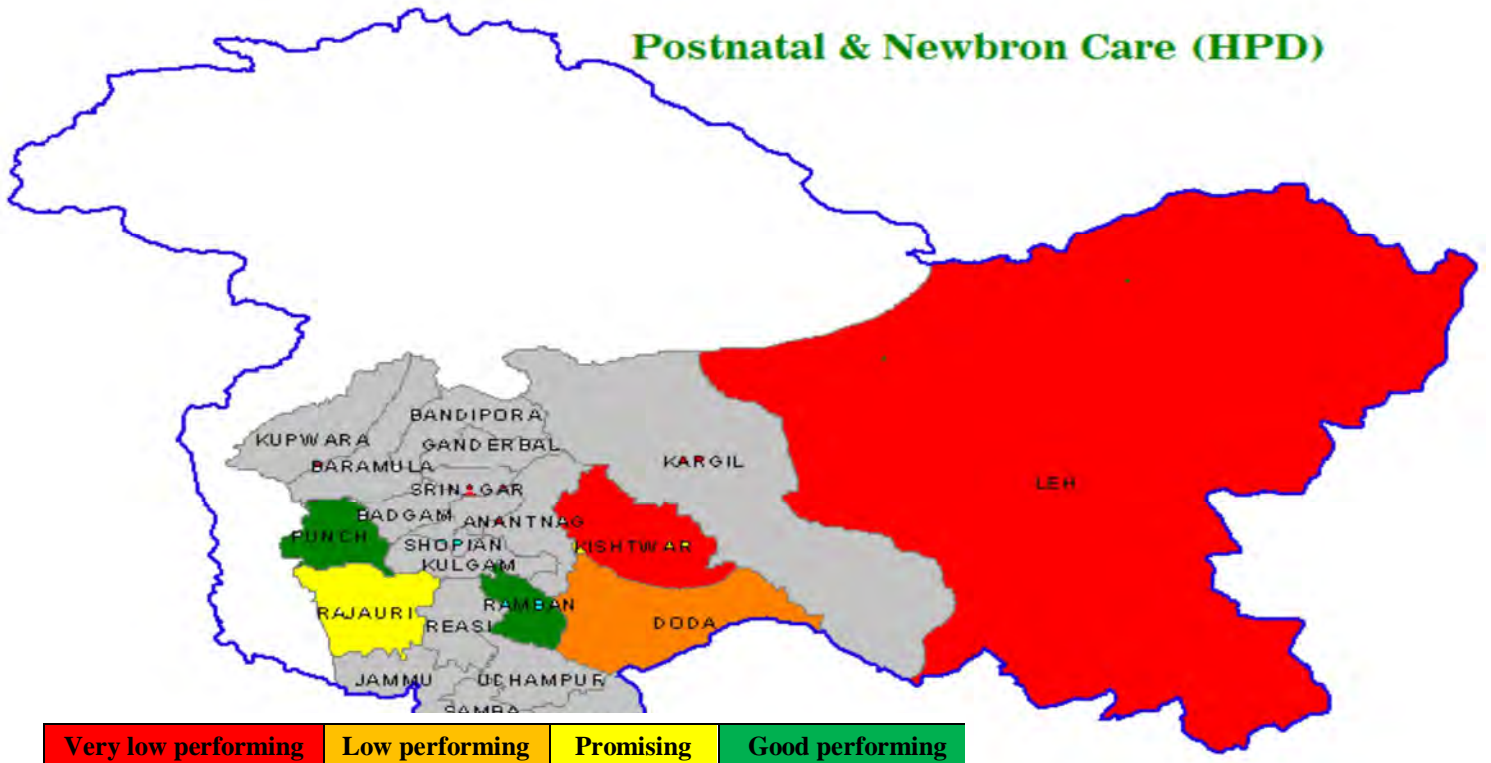 Postnatal & Newbron Care (HPD)
BANDIPORA
KUPWARA
GANDERBAL
BARAMULA
KARGIL
SRINAGAR
LEH
BADGAM
ANANTNAG
PUNCH
SHOPIAN
KISHTWAR
KULGAM
RAMBAN
RAJAURI
REASI
DODA
JAMMU
UDHAMPUR
SAMBA
Very low performing Low performing Promising Good performing